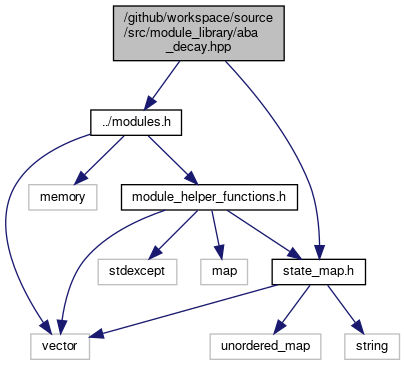 /github/workspace/source
/src/module_library/aba
_decay.hpp
../modules.h
memory
module_helper_functions.h
stdexcept
map
state_map.h
vector
unordered_map
string